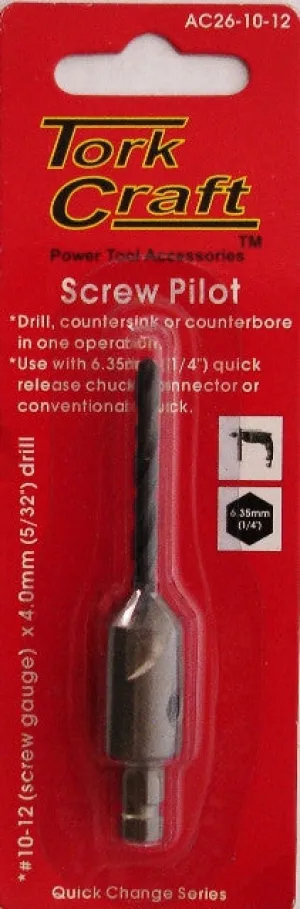 AC26-10-12
Tork
Craft
TM
Power Tool Accessories
Screw Pilot
*Drill, countersink or counterbore
in one operation.
*Use with 6.35mm (1/4") quick
release chuck, connector or
conventional chuck.
6.35mm
(1/4")
*#10-12 (screw gauge) x 4.0mm (5/32") drill
Quick Change Series